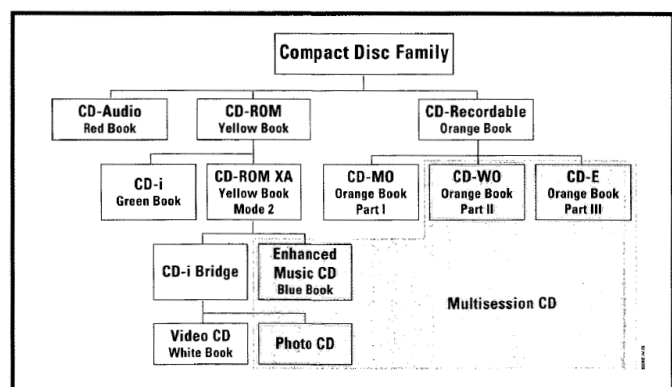 Compact Disc Family
CD-Audio
Red Book
CD-ROM
Yellow Book
CD-Recordable
Orange Book
CD-i
Green Book
CD-ROM XA
Yellow Book
Mode 2
CD-MO
Orange Book
Part I
CD-WO
Orange Book
Part II
CD-E
Orange Book
Part III
CD-i Bridge
Enhanced
Music CD
Blue Book
Multisession CD
Video CD
White Book
Photo CD